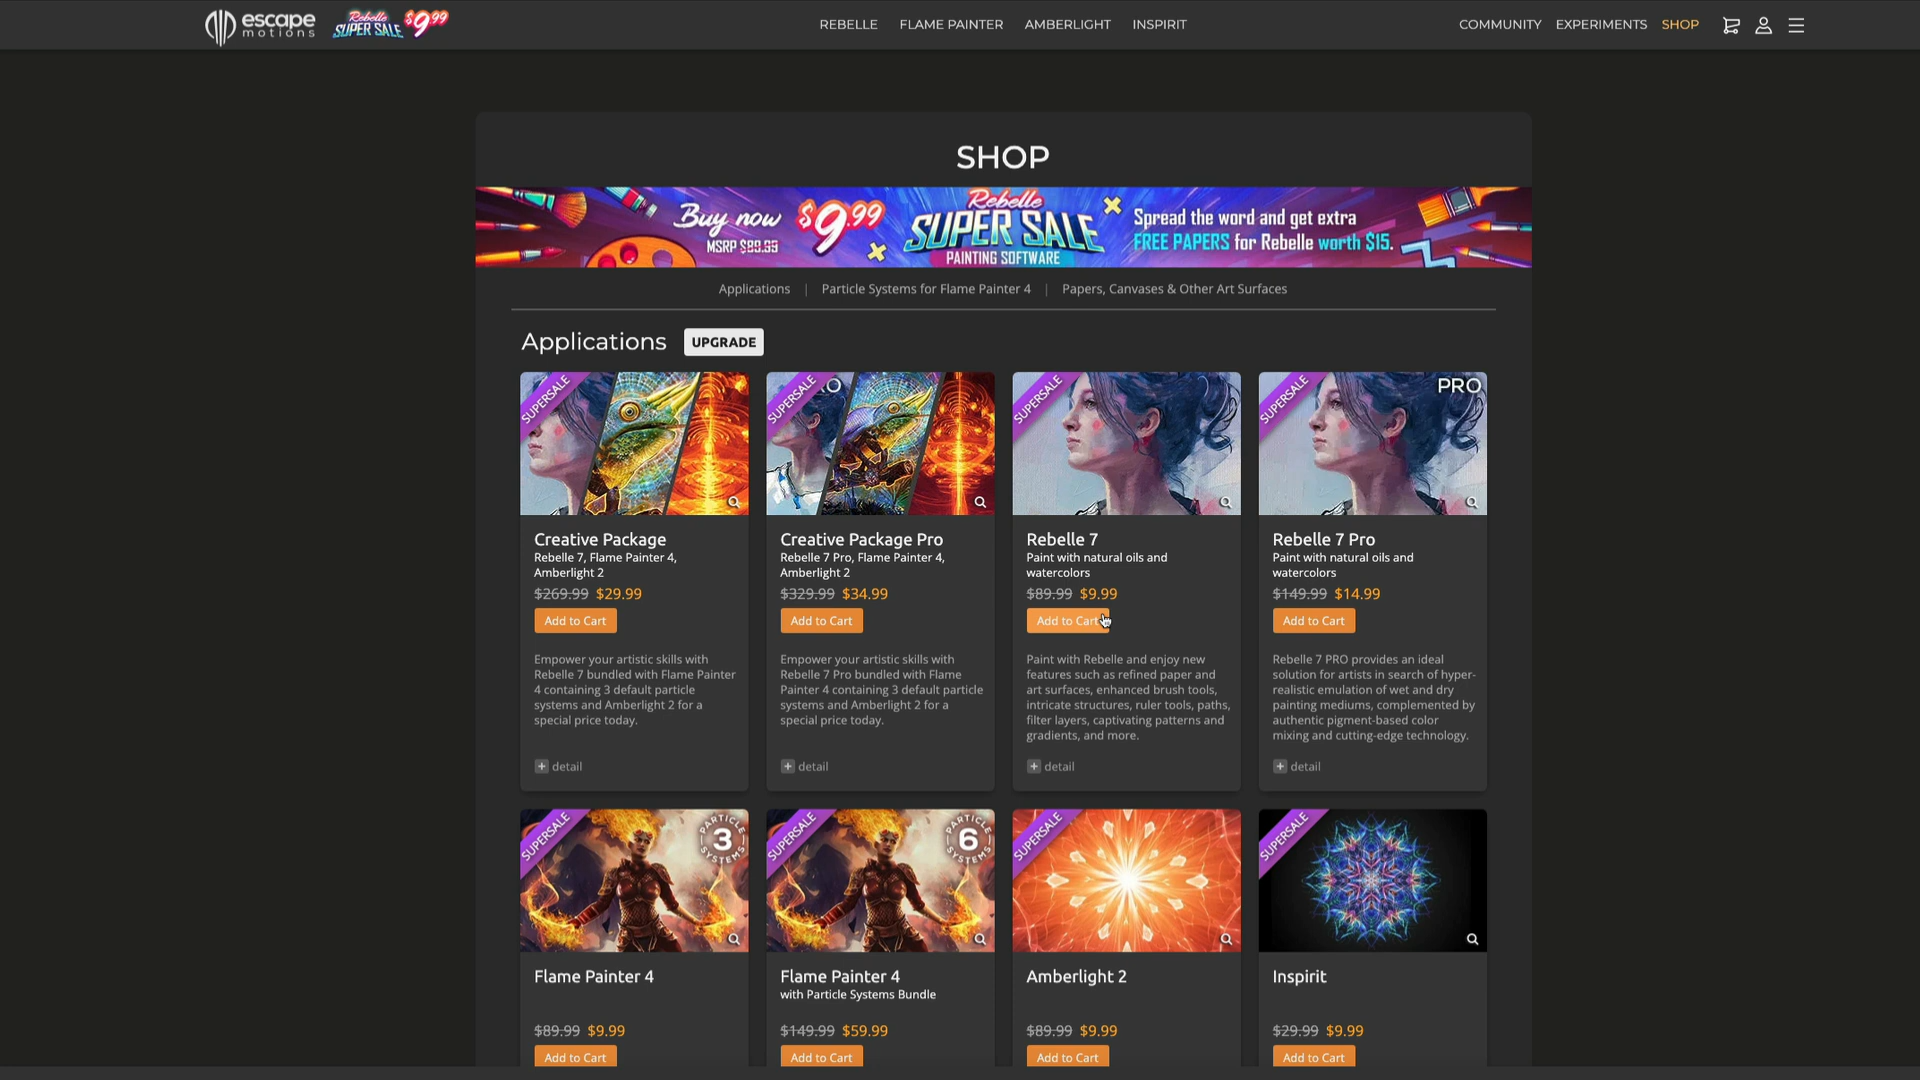 escape
motions
Rebelle
SUPER SALE
$9.99
REBELLE
FLAME PAINTER
AMBERLIGHT
INSPIRIT
COMMUNITY
EXPERIMENTS
SHOP
SHOP
Buy now
MSRP $89.99
$9.99
Rebelle
SUPER SALE
PAINTING SOFTWARE
Spread the word and get extra
FREE PAPERS for Rebelle worth $15.
Applications | Particle Systems for Flame Painter 4 | Papers, Canvases & Other Art Surfaces
Applications
UPGRADE
SUPERSALE
Creative Package
Rebelle 7, Flame Painter 4,
Amberlight 2
$269.99 $29.99
Add to Cart
Empower your artistic skills with
Rebelle 7 bundled with Flame Painter
4 containing 3 default particle
systems and Amberlight 2 for a
special price today.
+ detail
SUPERSALE
Creative Package Pro
Rebelle 7 Pro, Flame Painter 4,
Amberlight 2
$329.99 $34.99
Add to Cart
Empower your artistic skills with
Rebelle 7 Pro bundled with Flame
Painter 4 containing 3 default particle
systems and Amberlight 2 for a
special price today.
+ detail
SUPERSALE
Rebelle 7
Paint with natural oils and
watercolors
$89.99 $9.99
Add to Cart
Paint with Rebelle and enjoy new
features such as refined paper and
art surfaces, enhanced brush tools,
intricate structures, ruler tools, paths,
filter layers, captivating patterns and
gradients, and more.
+ detail
SUPERSALE
PRO
Rebelle 7 Pro
Paint with natural oils and
watercolors
$149.99 $14.99
Add to Cart
Rebelle 7 PRO provides an ideal
solution for artists in search of hyper-
realistic emulation of wet and dry
painting mediums, complemented by
authentic pigment-based color
mixing and cutting-edge technology.
+ detail
SUPERSALE
PARTICLE
3
SYSTEMS
Flame Painter 4
$89.99 $9.99
Add to Cart
SUPERSALE
PARTICLE
6
SYSTEMS
Flame Painter 4
with Particle Systems Bundle
$149.99 $59.99
Add to Cart
SUPERSALE
Amberlight 2
$89.99 $9.99
Add to Cart
SUPERSALE
Inspirit
$29.99 $9.99
Add to Cart